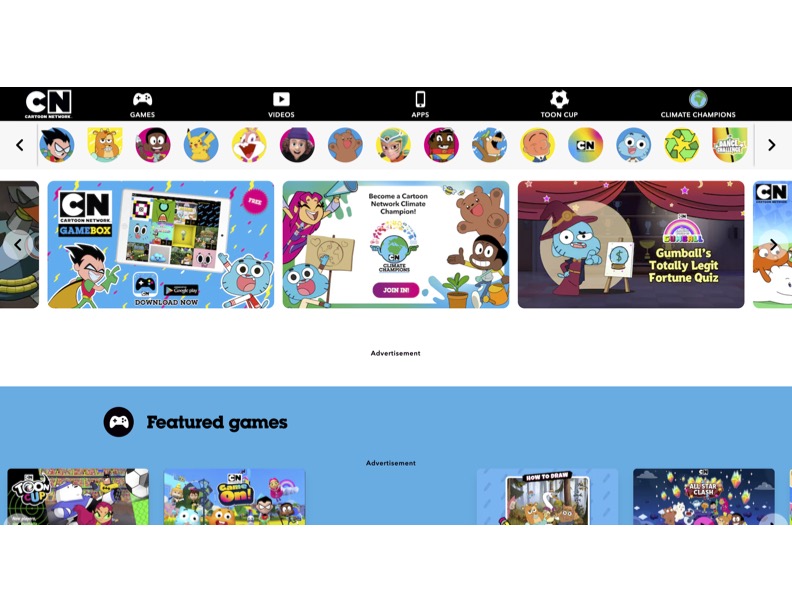 CN
CARTOON NETWORK
GAMES
VIDEOS
APPS
TOON CUP
CLIMATE CHAMPIONS
CN
DANCE
CHALLENGE
CN
CARTOON NETWORK
GAMEBOX
FREE
DOWNLOAD NOW
Google play
Become a Cartoon
Network Climate
Champion!
CN
CLIMATE
CHAMPIONS
JOIN IN!
GUMBALL
Gumball's
Totally Legit
Fortune Quiz
CN
CARTOON NETWORK
Advertisement
Featured games
Advertisement
CN
TOON
CUP
CN
Game
On!
HOW TO DRAW
CN
ALL STAR
CLASH